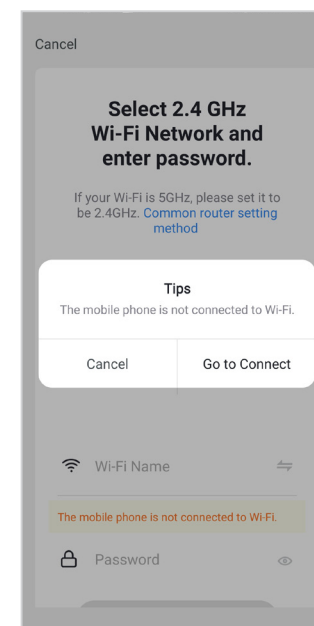 Cancel
Select 2.4 GHz
Wi-Fi Network and
enter password.
If your Wi-Fi is 5GHz, please set it to
be 2.4GHz. Common router setting
method
Tips
The mobile phone is not connected to Wi-Fi.
Cancel
Go to Connect
Wi-Fi Name
The mobile phone is not connected to Wi-Fi.
Password